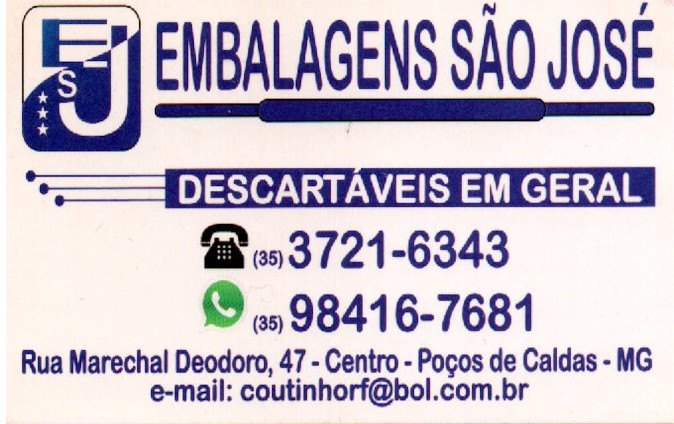 ESJ
EMBALAGENS SÃO JOSÉ
DESCARTÁVEIS EM GERAL
(35) 3721-6343
(35) 98416-7681
Rua Marechal Deodoro, 47 - Centro - Poços de Caldas - MG
e-mail: coutinhorf@bol.com.br